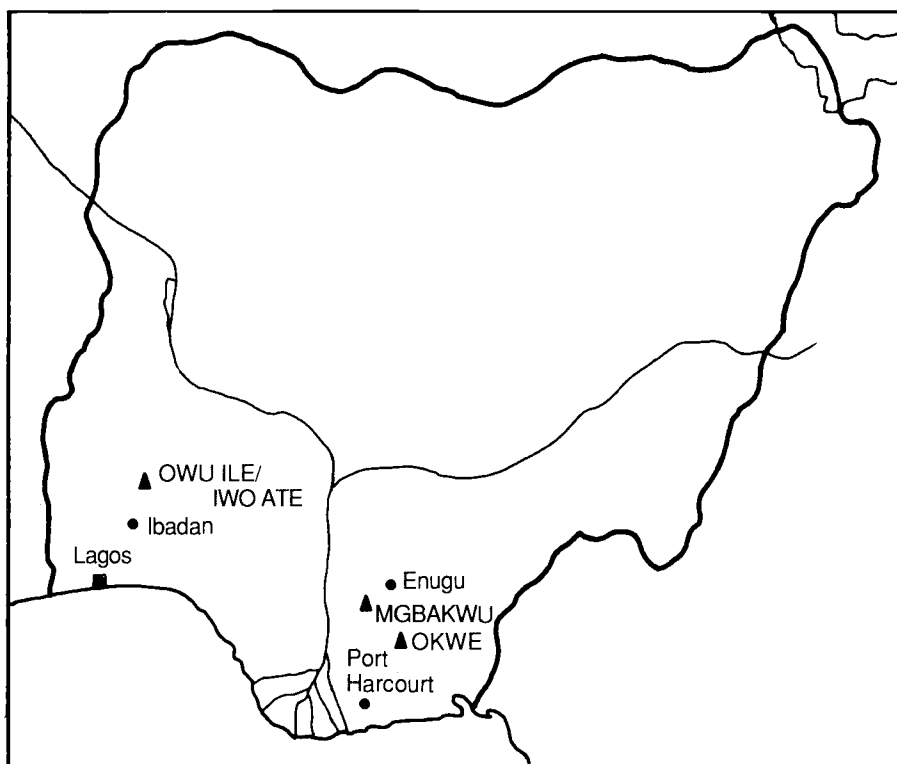 OWU ILE/
IWO ATE
Ibadan
Lagos
Enugu
MGBAKWU
OKWE
Port
Harcourt